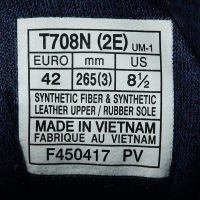 T708N (2E) UM-1
EURO mm US
42 265(3) 8½
SYNTHETIC FIBER & SYNTHETIC
LEATHER UPPER / RUBBER SOLE
MADE IN VIETNAM
FABRIQUE AU VIETNAM
F450417 PV